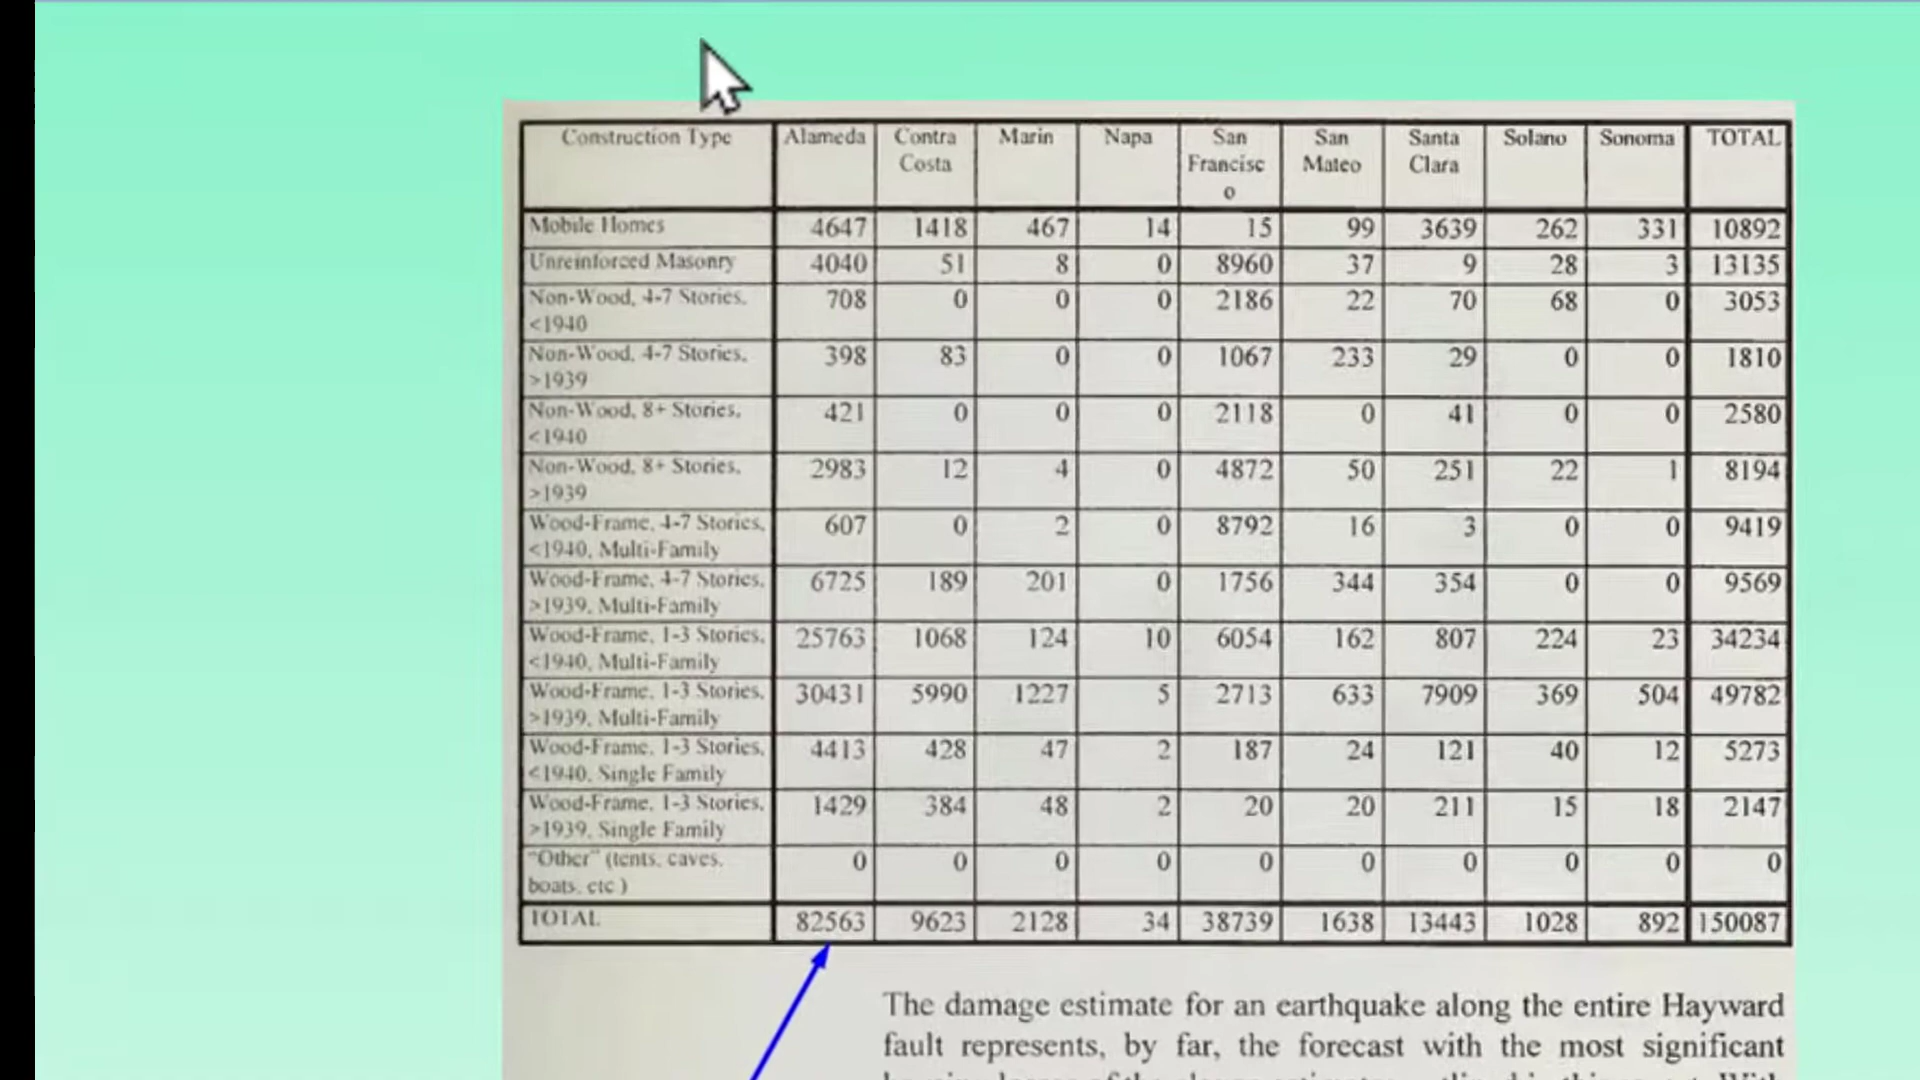 Construction Type Alameda Contra Costa Marin Napa San Francisc o San Mateo Santa Clara Solano Sonoma TOTAL
Mobile Homes 4647 1418 467 14 15 99 3639 262 331 10892
Unreinforced Masonry 4040 51 8 0 8960 37 9 28 3 13135
Non-Wood, 4-7 Stories, <1940 708 0 0 0 2186 22 70 68 0 3053
Non-Wood, 4-7 Stories, >1939 398 83 0 0 1067 233 29 0 0 1810
Non-Wood, 8+ Stories, <1940 421 0 0 0 2118 0 41 0 0 2580
Non-Wood, 8+ Stories, >1939 2983 12 4 0 4872 50 251 22 1 8194
Wood-Frame, 4-7 Stories, <1940, Multi-Family 607 0 2 0 8792 16 3 0 0 9419
Wood-Frame, 4-7 Stories, >1939, Multi-Family 6725 189 201 0 1756 344 354 0 0 9569
Wood-Frame, 1-3 Stories, <1940, Multi-Family 25763 1068 124 10 6054 162 807 224 23 34234
Wood-Frame, 1-3 Stories, >1939, Multi-Family 30431 5990 1227 5 2713 633 7909 369 504 49782
Wood-Frame, 1-3 Stories, <1940, Single Family 4413 428 47 2 187 24 121 40 12 5273
Wood-Frame, 1-3 Stories, >1939, Single Family 1429 384 48 2 20 20 211 15 18 2147
"Other" (tents, caves, boats, etc ) 0 0 0 0 0 0 0 0 0 0
TOTAL 82563 9623 2128 34 38739 1638 13443 1028 892 150087
The damage estimate for an earthquake along the entire Hayward
fault represents, by far, the forecast with the most significant